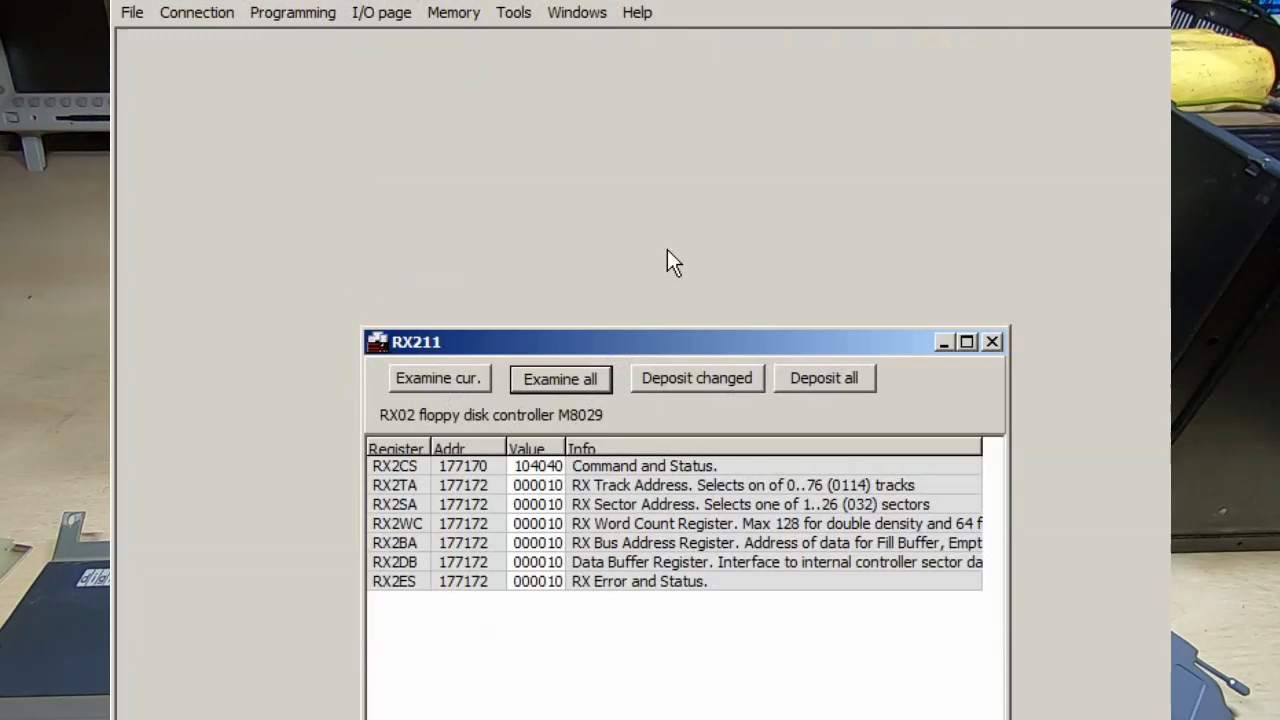 File Connection Programming I/O page Memory Tools Windows Help
RX211
Examine cur. Examine all Deposit changed Deposit all
RX02 floppy disk controller M8029
Register Addr Value Info
RX2CS 177170 104040 Command and Status.
RX2TA 177172 000010 RX Track Address. Selects on of 0..76 (0114) tracks
RX2SA 177172 000010 RX Sector Address. Selects one of 1..26 (032) sectors
RX2WC 177172 000010 RX Word Count Register. Max 128 for double density and 64 f
RX2BA 177172 000010 RX Bus Address Register. Address of data for Fill Buffer, Empt
RX2DB 177172 000010 Data Buffer Register. Interface to internal controller sector da
RX2ES 177172 000010 RX Error and Status.